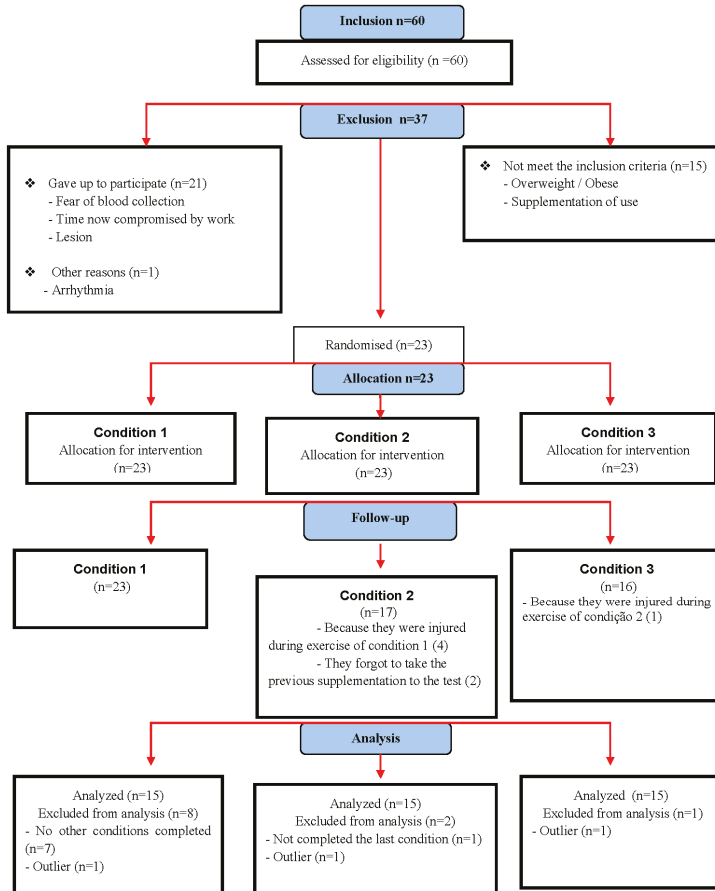 Inclusion n=60
Assessed for eligibility (n =60)
Exclusion n=37
❖ Gave up to participate (n=21)
- Fear of blood collection
- Time now compromised by work
- Lesion
❖ Other reasons (n=1)
- Arrhythmia
❖ Not meet the inclusion criteria (n=15)
- Overweight / Obese
- Supplementation of use
Randomised (n=23)
Allocation n=23
Condition 1
Allocation for intervention
(n=23)
Condition 2
Allocation for intervention
(n=23)
Condition 3
Allocation for intervention
(n=23)
Follow-up
Condition 1
(n=23)
Condition 2
(n=17)
- Because they were injured
during exercise of condition 1 (4)
- They forgot to take the
previous supplementation to the test (2)
Condition 3
(n=16)
- Because they were injured during
exercise of condição 2 (1)
Analysis
Analyzed (n=15)
Excluded from analysis (n=8)
- No other conditions completed
(n=7)
- Outlier (n=1)
Analyzed (n=15)
Excluded from analysis (n=2)
- Not completed the last condition (n=1)
- Outlier (n=1)
Analyzed (n=15)
Excluded from analysis (n=1)
- Outlier (n=1)